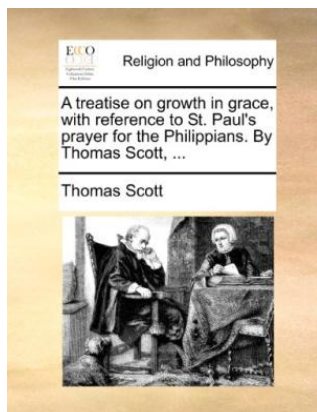 ECCO
Religion and Philosophy
A treatise on growth in grace,
with reference to St. Paul's
prayer for the Philippians. By
Thomas Scott, ...
Thomas Scott